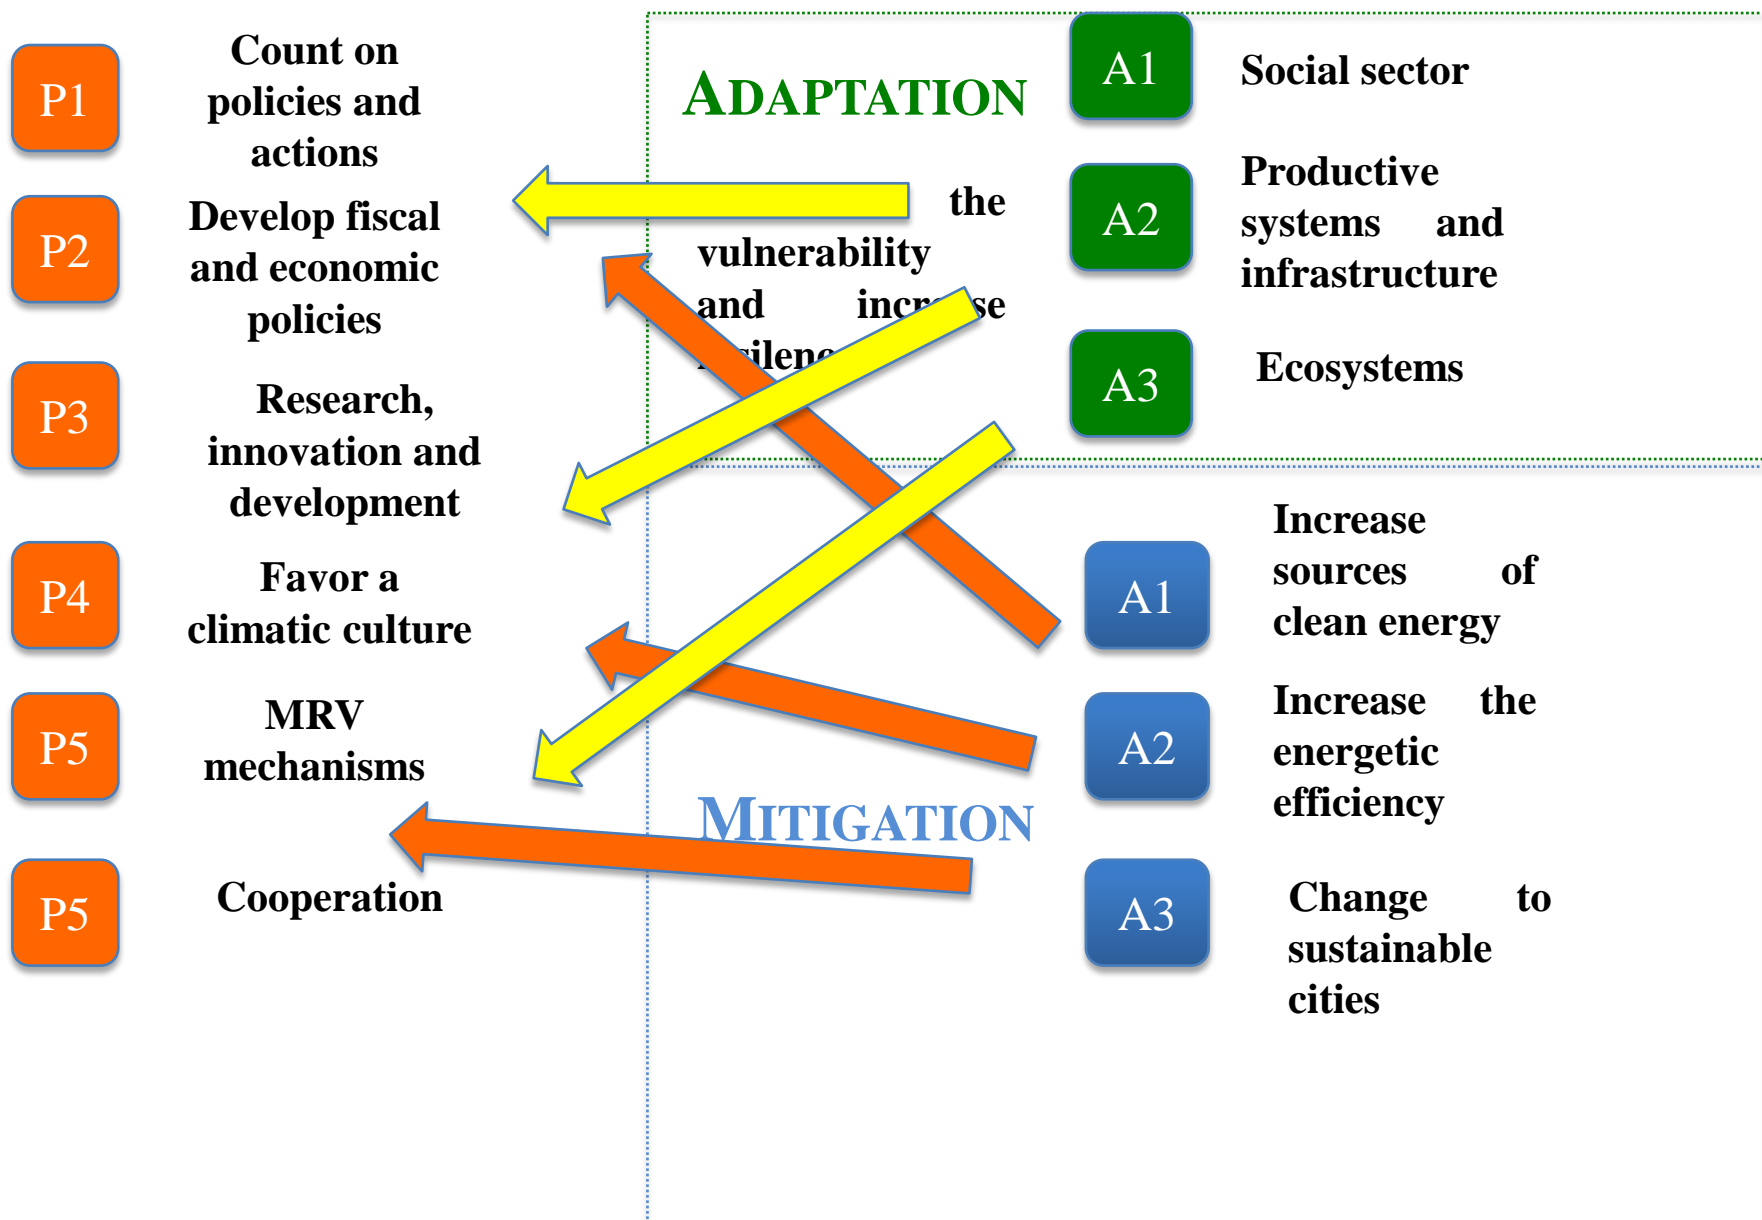 P1
Count on
policies and
actions
P2
Develop fiscal
and economic
policies
P3
Research,
innovation and
development
P4
Favor a
climatic culture
P5
MRV
mechanisms
P5
Cooperation
ADAPTATION
the
vulnerability
and
A1
Social sector
A2
Productive
systems and
infrastructure
A3
Ecosystems
MITIGATION
A1
Increase
sources of
clean energy
A2
Increase the
energetic
efficiency
A3
Change to
sustainable
cities